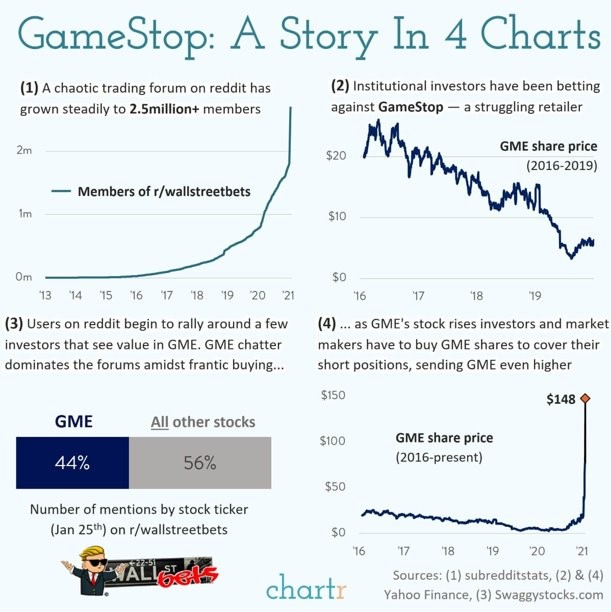 GameStop: A Story In 4 Charts
(1) A chaotic trading forum on reddit has
grown steadily to 2.5million+ members
2m
1m
0m
Members of r/wallstreetbets
'13 '14 '15 '16 '17 '18 '19 '20 '21
(2) Institutional investors have been betting
against GameStop — a struggling retailer
GME share price
(2016-2019)
$20
$10
$0
'16 '17 '18 '19
(3) Users on reddit begin to rally around a few
investors that see value in GME. GME chatter
dominates the forums amidst frantic buying...
GME All other stocks
44% 56%
Number of mentions by stock ticker
(Jan 25th) on r/wallstreetbets
WALL ST
bets
(4) ... as GME's stock rises investors and market
makers have to buy GME shares to cover their
short positions, sending GME even higher
$150
$148
$100
GME share price
(2016-present)
$50
$0
'16 '17 '18 '19 '20 '21
chartr
Sources: (1) subredditstats, (2) & (4)
Yahoo Finance, (3) Swaggystocks.com